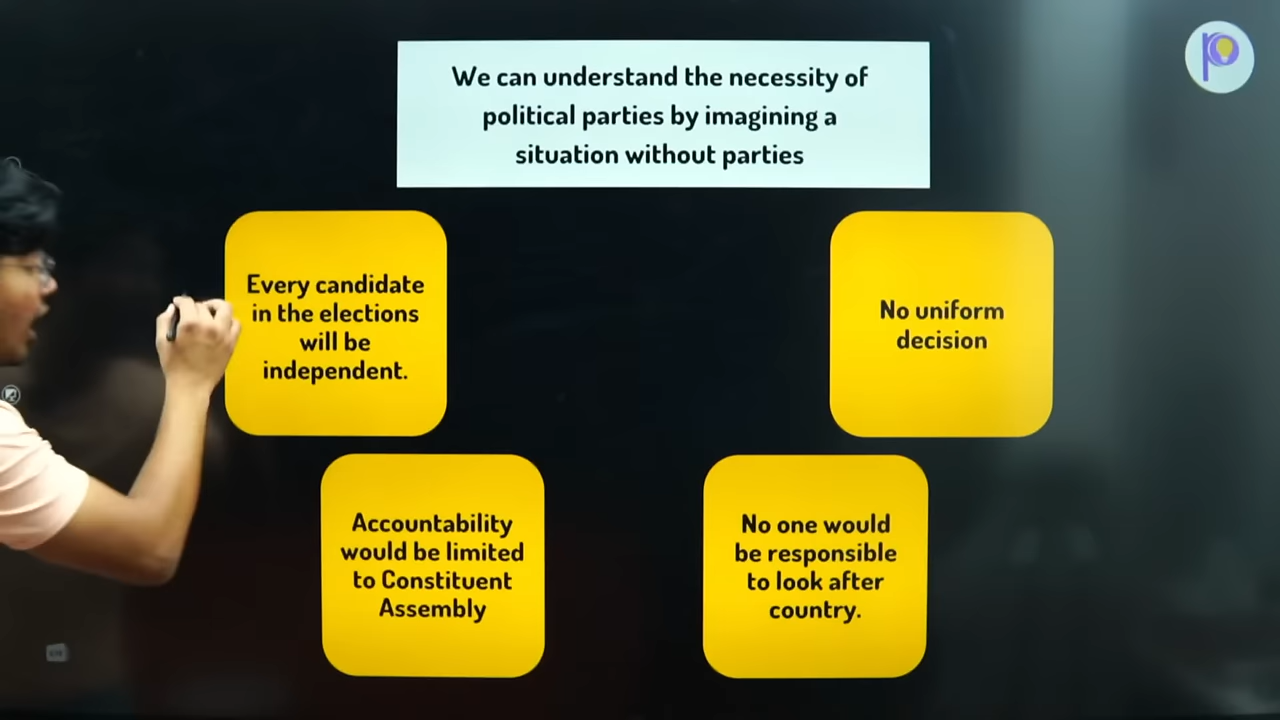 We can understand the necessity of
political parties by imagining a
situation without parties
Every candidate
in the elections
will be
independent.
No uniform
decision
Accountability
would be limited
to Constituent
Assembly
No one would
be responsible
to look after
country.